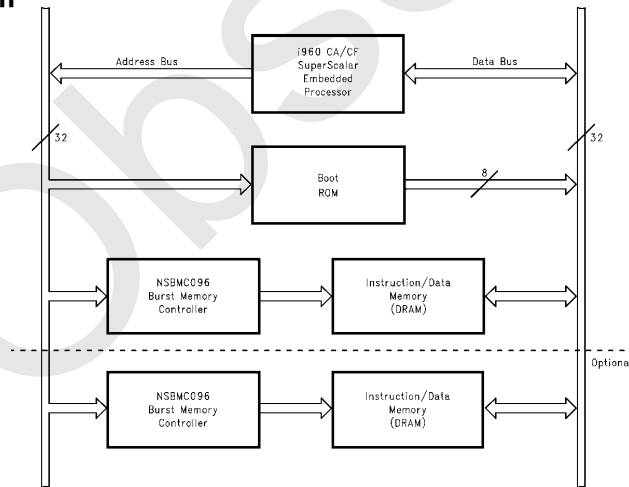 i960 CA/CF
SuperScalar
Embedded
Processor
Address Bus
Data Bus
32
32
Boot
ROM
8
NSBMC096
Burst Memory
Controller
Instruction/Data
Memory
(DRAM)
Optiona
NSBMC096
Burst Memory
Controller
Instruction/Data
Memory
(DRAM)